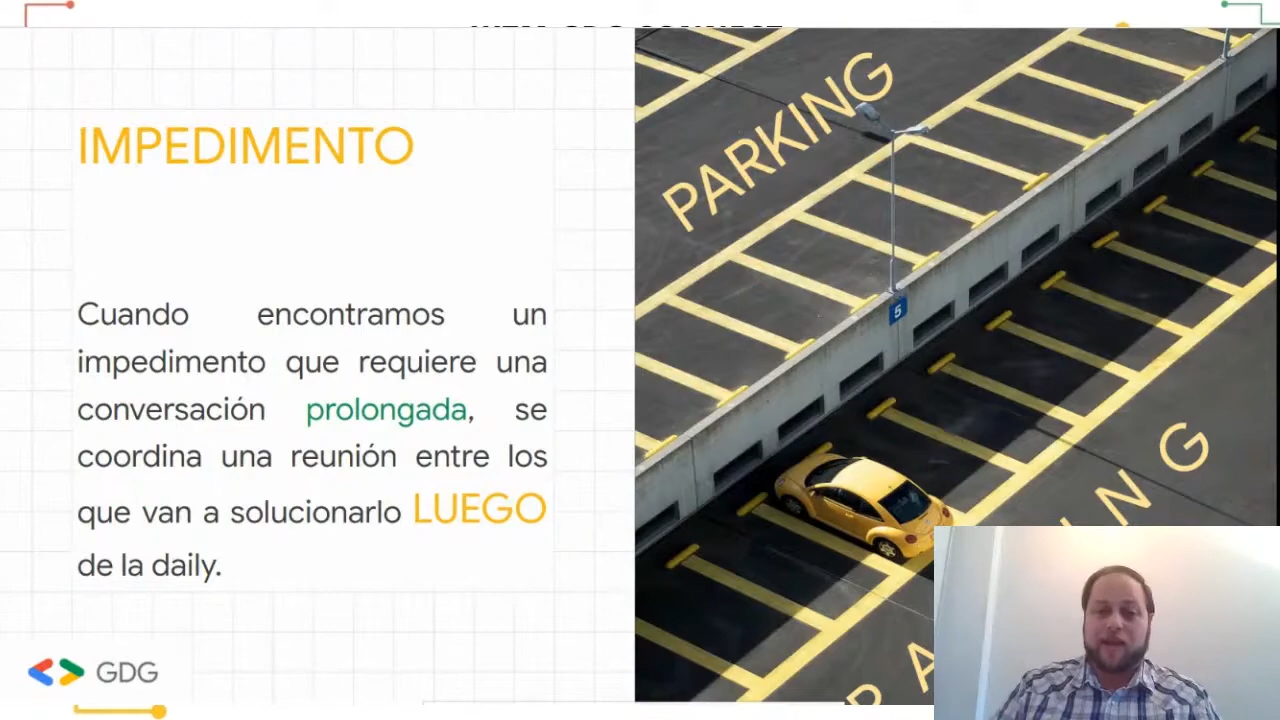 IMPEDIMENTO
Cuando encontramos un
impedimento que requiere una
conversación prolongada, se
coordina una reunión entre los
que van a solucionarlo LUEGO
de la daily.
GDG
PARKING
5